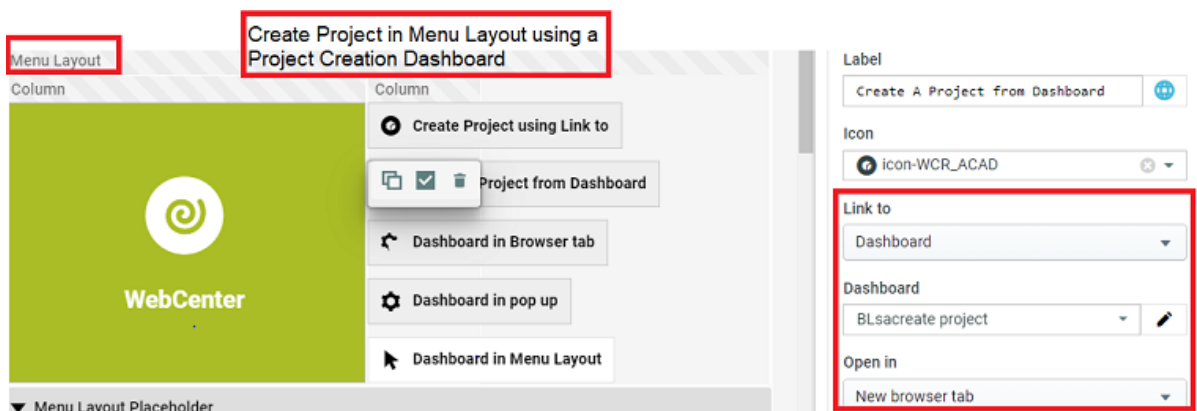 Create Project in Menu Layout using a
Project Creation Dashboard
Menu Layout
Column
Column
WebCenter
Create Project using Link to
Project from Dashboard
Dashboard in Browser tab
Dashboard in pop up
Dashboard in Menu Layout
Menu Layout Placeholder
Label
Create A Project from Dashboard
Icon
icon-WCR_ACAD
Link to
Dashboard
Dashboard
BLsacreate project
Open in
New browser tab